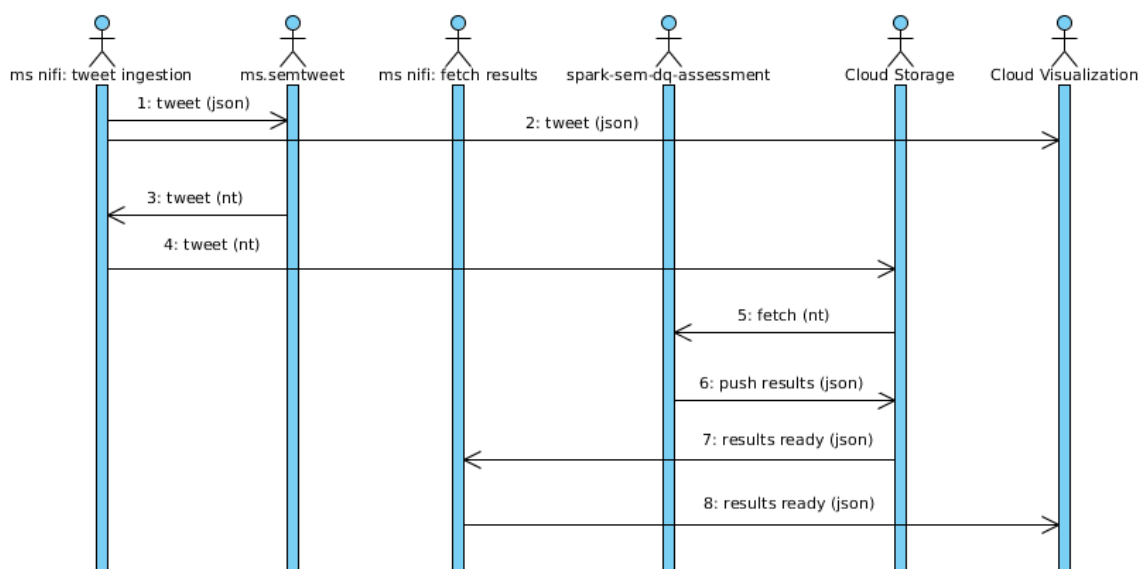 ms nifi: tweet ingestion
ms.semtweet
ms nifi: fetch results
spark-sem-dq-assessment
Cloud Storage
Cloud Visualization
1: tweet (json)
2: tweet (json)
3: tweet (nt)
4: tweet (nt)
5: fetch (nt)
6: push results (json)
7: results ready (json)
8: results ready (json)